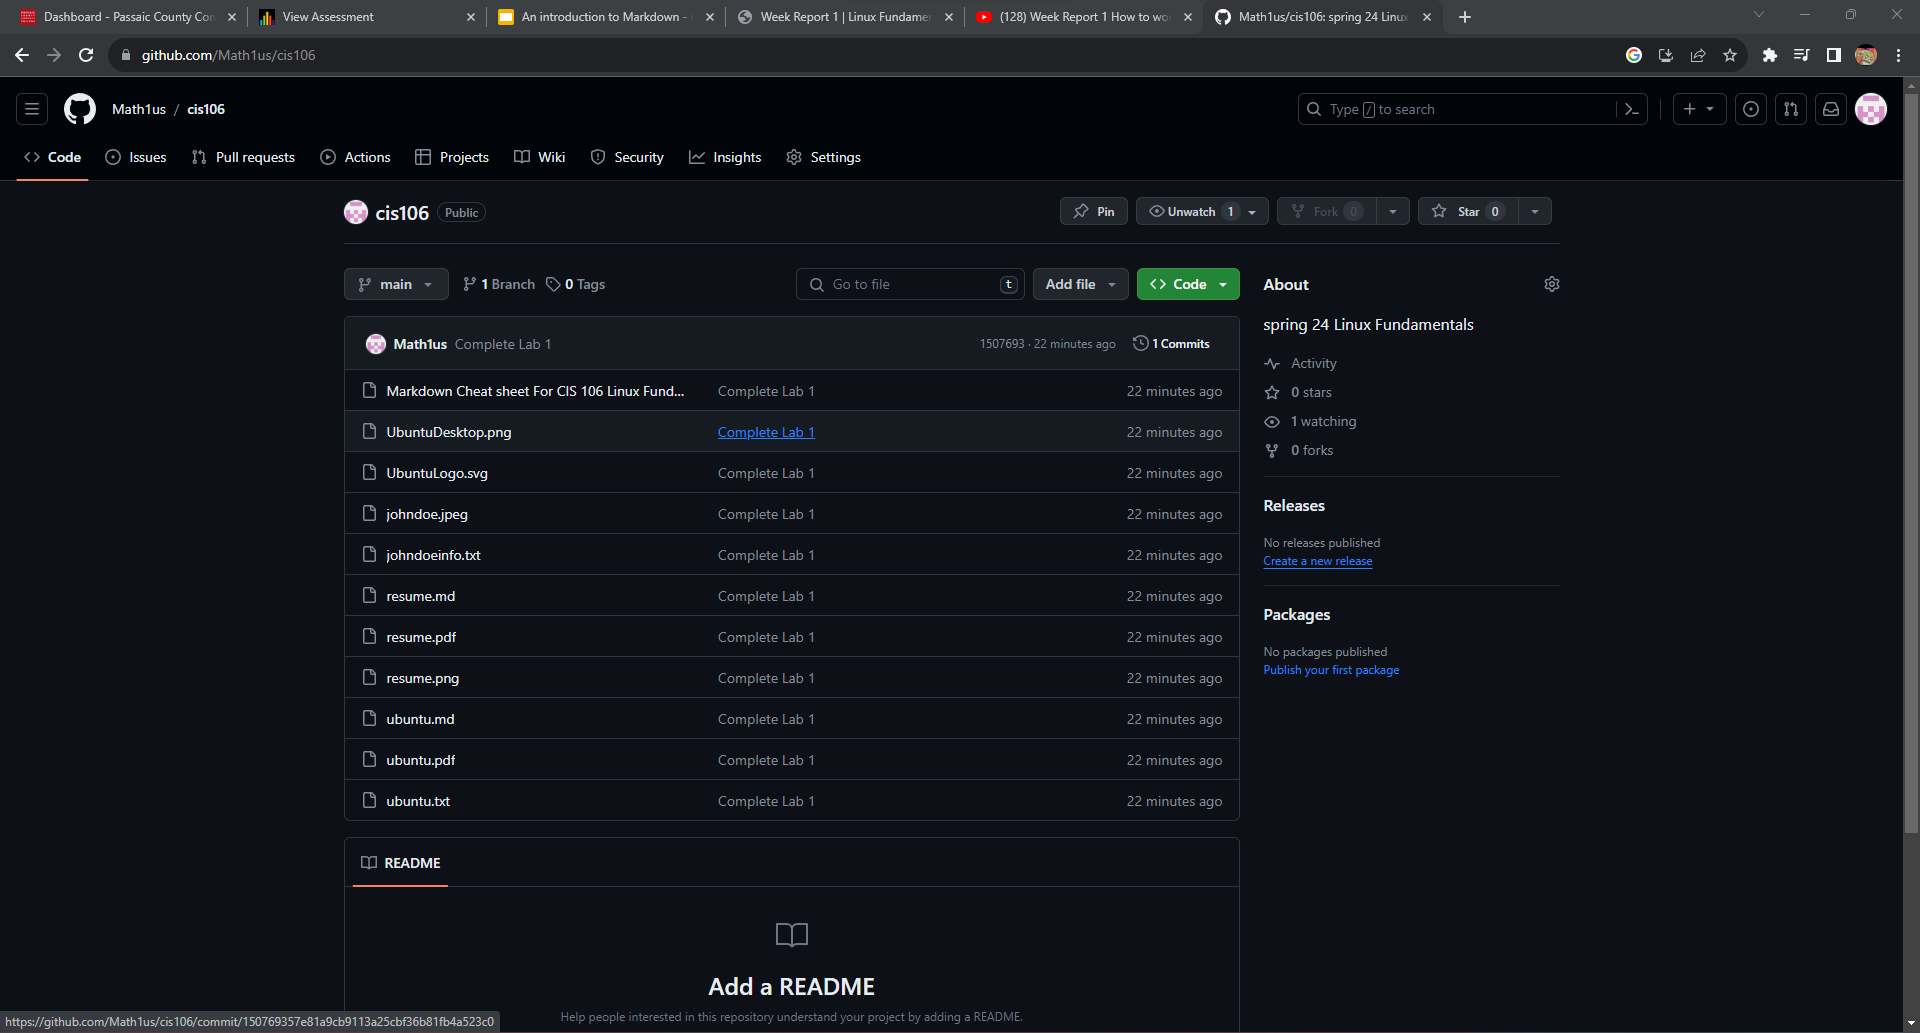 Dashboard - Passaic County Con
View Assessment
An introduction to Markdown -
Week Report 1 | Linux Fundame
(128) Week Report 1 How to wo
Math1us/cis106: spring 24 Linux
github.com/Math1us/cis106
Math1us / cis106
Type / to search
Code
Issues
Pull requests
Actions
Projects
Wiki
Security
Insights
Settings
cis106 Public
Pin
Unwatch 1
Fork 0
Star 0
main
1 Branch
0 Tags
Go to file t
Add file
Code
Math1us Complete Lab 1 1507693 · 22 minutes ago 1 Commits
Markdown Cheat sheet For CIS 106 Linux Fund... Complete Lab 1 22 minutes ago
UbuntuDesktop.png Complete Lab 1 22 minutes ago
UbuntuLogo.svg Complete Lab 1 22 minutes ago
johndoe.jpeg Complete Lab 1 22 minutes ago
johndoeinfo.txt Complete Lab 1 22 minutes ago
resume.md Complete Lab 1 22 minutes ago
resume.pdf Complete Lab 1 22 minutes ago
resume.png Complete Lab 1 22 minutes ago
ubuntu.md Complete Lab 1 22 minutes ago
ubuntu.pdf Complete Lab 1 22 minutes ago
ubuntu.txt Complete Lab 1 22 minutes ago
README
Add a README
Help people interested in this repository understand your project by adding a README.
About
spring 24 Linux Fundamentals
Activity
0 stars
1 watching
0 forks
Releases
No releases published
Create a new release
Packages
No packages published
Publish your first package
https://github.com/Math1us/cis106/commit/150769357e81a9cb9113a25cbf36b81fb4a523c0